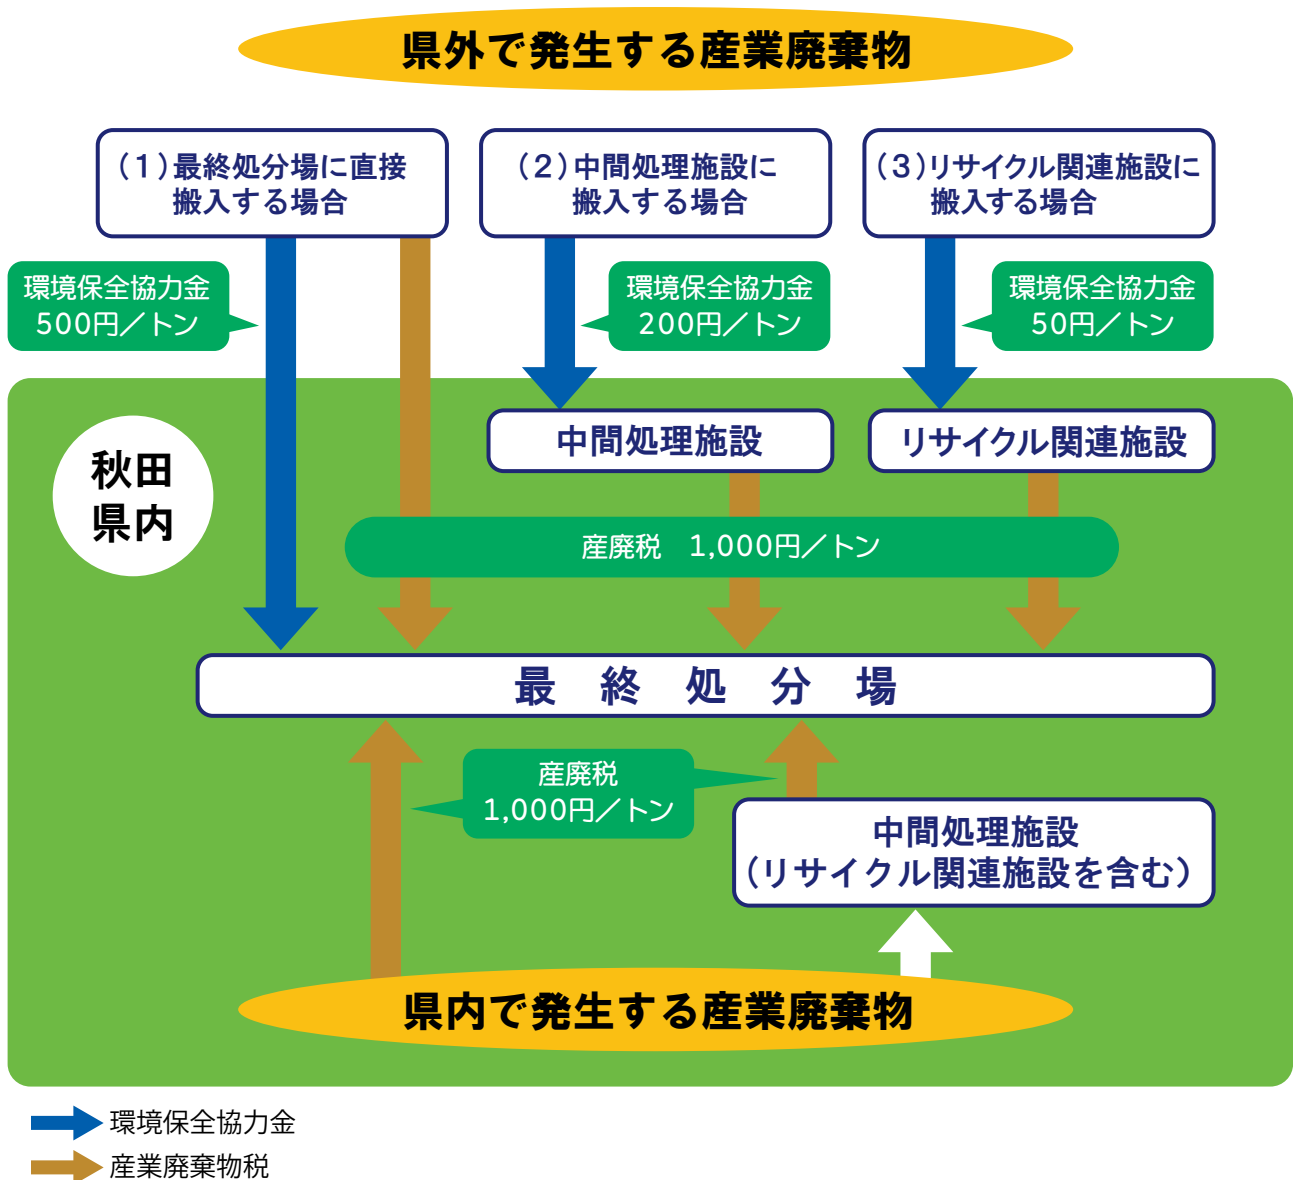 県外で発生する産業廃棄物
（１）最終処分場に直接
搬入する場合
（２）中間処理施設に
搬入する場合
（３）リサイクル関連施設に
搬入する場合
環境保全協力金
500円／トン
環境保全協力金
200円／トン
環境保全協力金
50円／トン
秋田
県内
中間処理施設
リサイクル関連施設
産廃税　1,000円／トン
最　終　処　分　場
産廃税
1,000円／トン
中間処理施設
（リサイクル関連施設を含む）
県内で発生する産業廃棄物
環境保全協力金
産業廃棄物税